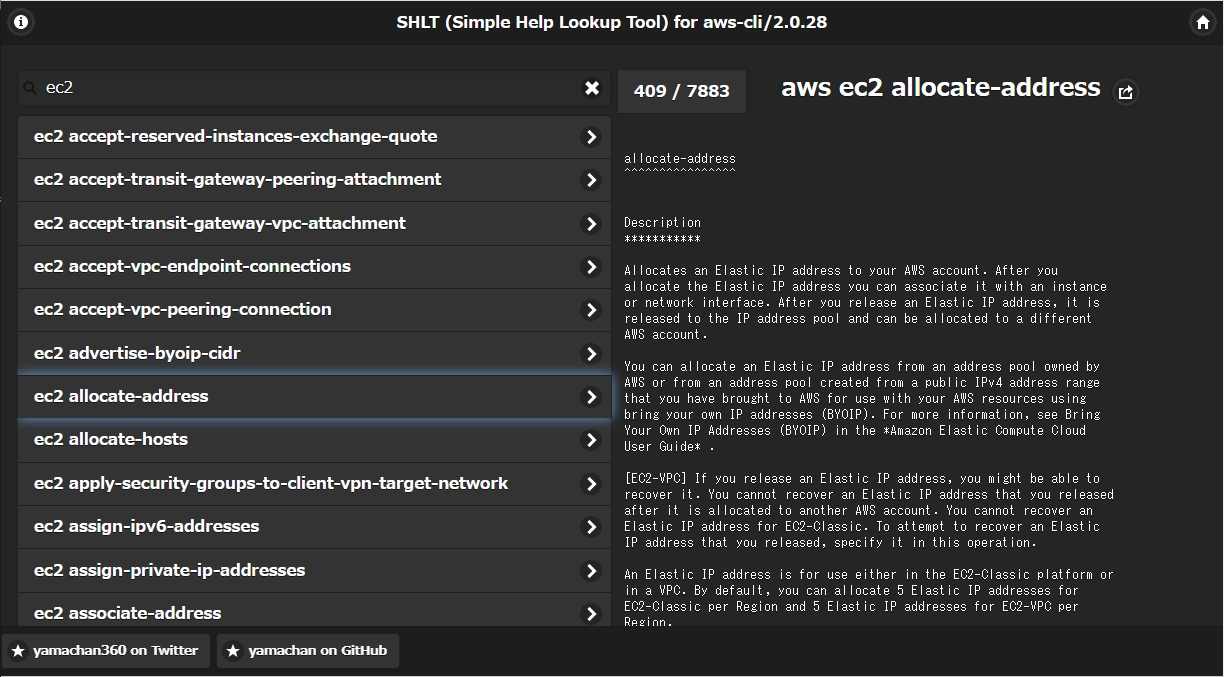 SHLT (Simple Help Lookup Tool) for aws-cli/2.0.28
ec2
409 / 7883
aws ec2 allocate-address
ec2 accept-reserved-instances-exchange-quote
ec2 accept-transit-gateway-peering-attachment
ec2 accept-transit-gateway-vpc-attachment
ec2 accept-vpc-endpoint-connections
ec2 accept-vpc-peering-connection
ec2 advertise-byoip-cidr
ec2 allocate-address
ec2 allocate-hosts
ec2 apply-security-groups-to-client-vpn-target-network
ec2 assign-ipv6-addresses
ec2 assign-private-ip-addresses
ec2 associate-address
allocate-address
^^^^^^^^^^^^^^^^
Description
***********
Allocates an Elastic IP address to your AWS account. After you
allocate the Elastic IP address you can associate it with an instance
or network interface. After you release an Elastic IP address, it is
released to the IP address pool and can be allocated to a different
AWS account.
You can allocate an Elastic IP address from an address pool owned by
AWS or from an address pool created from a public IPv4 address range
that you have brought to AWS for use with your AWS resources using
bring your own IP addresses (BYOIP). For more information, see Bring
Your Own IP Addresses (BYOIP) in the *Amazon Elastic Compute Cloud
User Guide* .
[EC2-VPC] If you release an Elastic IP address, you might be able to
recover it. You cannot recover an Elastic IP address that you released
after it is allocated to another AWS account. You cannot recover an
Elastic IP address for EC2-Classic. To attempt to recover an Elastic
IP address that you released, specify it in this operation.
An Elastic IP address is for use either in the EC2-Classic platform or
in a VPC. By default, you can allocate 5 Elastic IP addresses for
EC2-Classic per Region and 5 Elastic IP addresses for EC2-VPC per
Region.
yamachan360 on Twitter
yamachan on GitHub